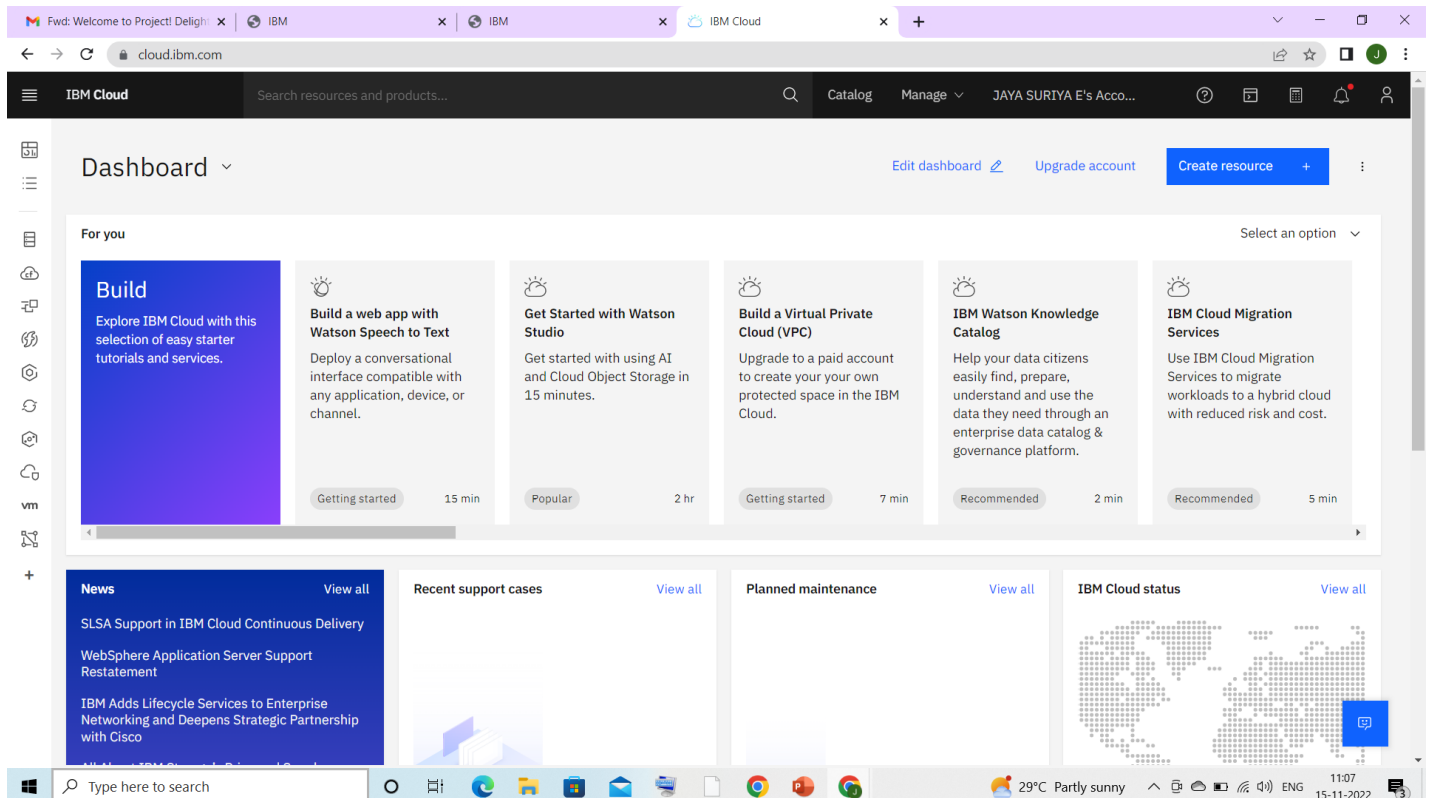 Fwd: Welcome to Project! Deligh
IBM
IBM
IBM Cloud
cloud.ibm.com
J
IBM Cloud
Search resources and products...
Catalog
Manage
JAYA SURIYA E's Acco...
Dashboard
Edit dashboard
Upgrade account
Create resource +
For you
Select an option
Build
Explore IBM Cloud with this
selection of easy starter
tutorials and services.
Build a web app with
Watson Speech to Text
Deploy a conversational
interface compatible with
any application, device, or
channel.
Getting started
15 min
Get Started with Watson
Studio
Get started with using AI
and Cloud Object Storage in
15 minutes.
Popular
2 hr
Build a Virtual Private
Cloud (VPC)
Upgrade to a paid account
to create your your own
protected space in the IBM
Cloud.
Getting started
7 min
IBM Watson Knowledge
Catalog
Help your data citizens
easily find, prepare,
understand and use the
data they need through an
enterprise data catalog &
governance platform.
Recommended
2 min
IBM Cloud Migration
Services
Use IBM Cloud Migration
Services to migrate
workloads to a hybrid cloud
with reduced risk and cost.
Recommended
5 min
cf
vm
News
View all
SLSA Support in IBM Cloud Continuous Delivery
WebSphere Application Server Support
Restatement
IBM Adds Lifecycle Services to Enterprise
Networking and Deepens Strategic Partnership
with Cisco
Recent support cases
View all
Planned maintenance
View all
IBM Cloud status
View all
Type here to search
29°C Partly sunny
ENG
11:07
15-11-2022
3